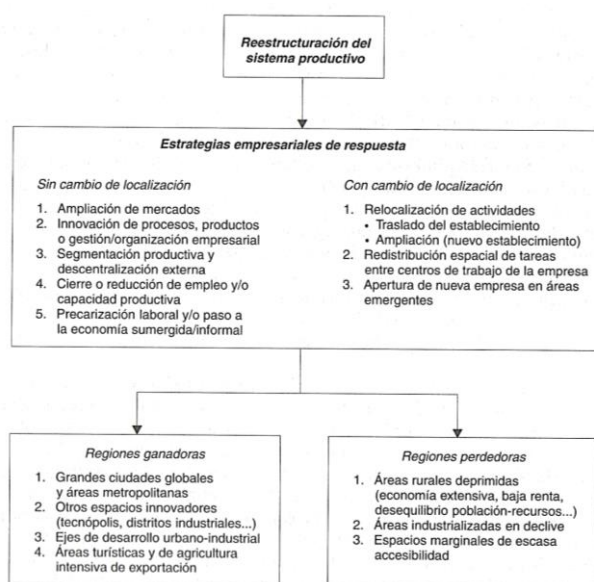 Reestructuración del
sistema productivo
Estrategias empresariales de respuesta
Sin cambio de localización
1. Ampliación de mercados
2. Innovación de procesos, productos
o gestión/organización empresarial
3. Segmentación productiva y
descentralización externa
4. Cierre o reducción de empleo y/o
capacidad productiva
5. Precarización laboral y/o paso a
la economía sumergida/informal
Con cambio de localización
1. Relocalización de actividades
• Traslado del establecimiento
• Ampliación (nuevo establecimiento)
2. Redistribución espacial de tareas
entre centros de trabajo de la empresa
3. Apertura de nueva empresa en áreas
emergentes
Regiones ganadoras
1. Grandes ciudades globales
y áreas metropolitanas
2. Otros espacios innovadores
(tecnópolis, distritos industriales...)
3. Ejes de desarrollo urbano-industrial
4. Áreas turísticas y de agricultura
intensiva de exportación
Regiones perdedoras
1. Áreas rurales deprimidas
(economía extensiva, baja renta,
desequilibrio población-recursos...)
2. Áreas industrializadas en declive
3. Espacios marginales de escasa
accesibilidad